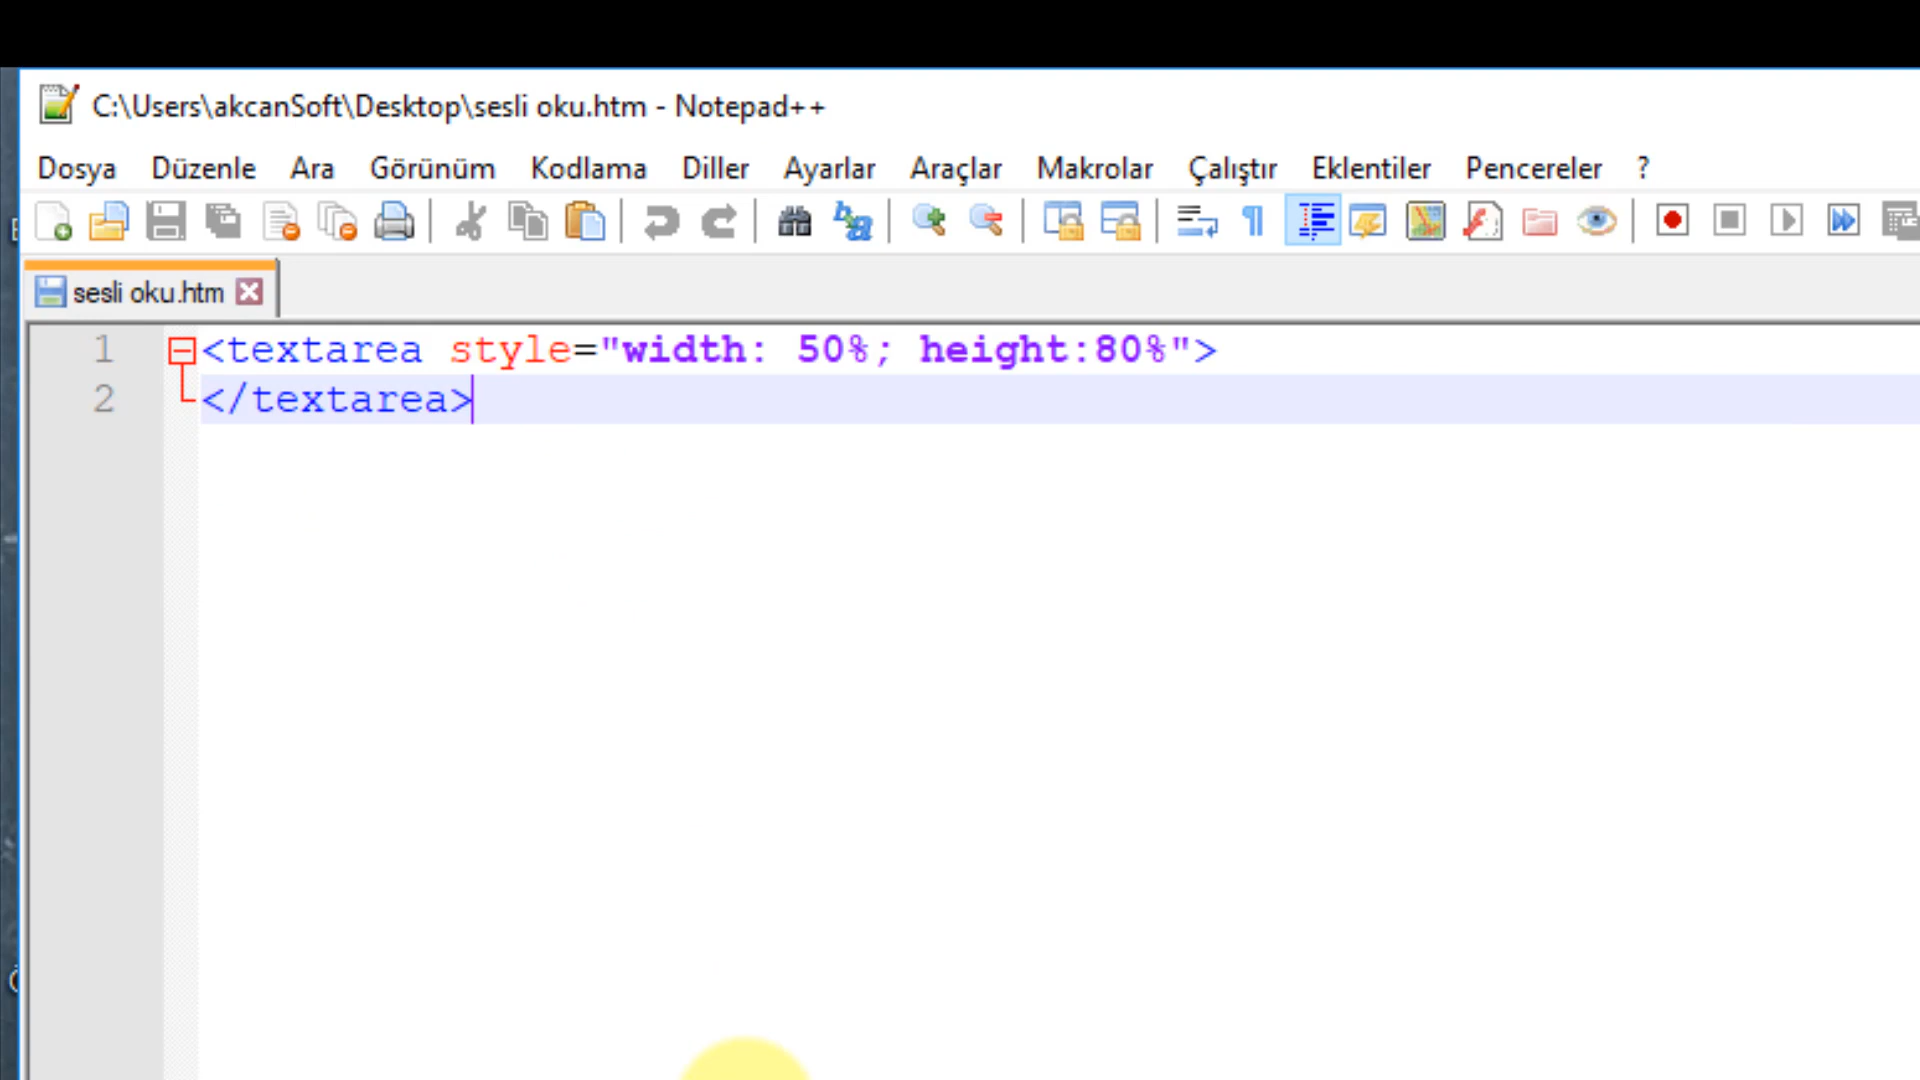 C:\Users\akcanSoft\Desktop\sesli oku.htm - Notepad++
Dosya Düzenle Ara Görünüm Kodlama Diller Ayarlar Araçlar Makrolar Çalıştır Eklentiler Pencereler ?
sesli oku.htm
1 <textarea style="width: 50%; height:80%">
2 </textarea>